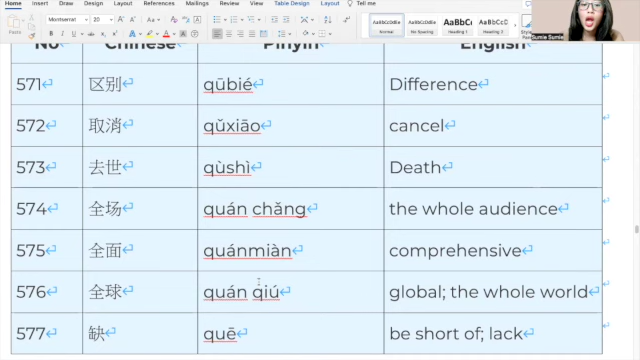 Home Insert Draw Design Layout References Mailings Review View Table Design Layout Tell me
Montserrat 20
AaBbCcDdEe AaBbCcDdEe AaBbCc AaBbCcD
Normal No Spacing Heading 1 Heading 2
Sumie Sumie
No Chinese Pinyin English
571 区别 qūbié Difference
572 取消 qǔxiāo cancel
573 去世 qùshì Death
574 全场 quán chǎng the whole audience
575 全面 quánmiàn comprehensive
576 全球 quán qiú global; the whole world
577 缺 quē be short of; lack